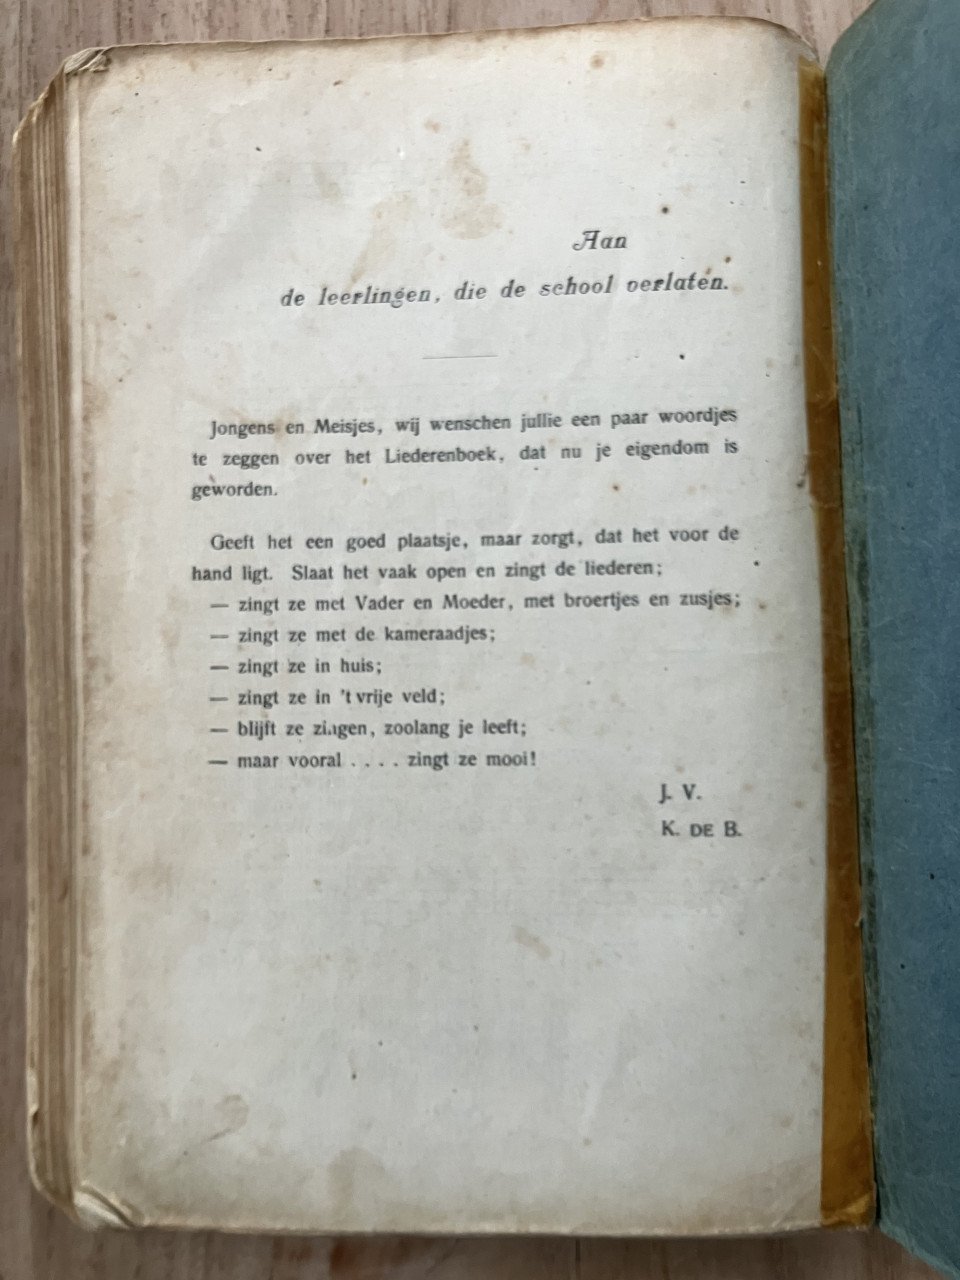 Aan
de leerlingen, die de school verlaten.
Jongens en Meisjes, wij wenschen jullie een paar woordjes
te zeggen over het Liederenboek, dat nu je eigendom is
geworden.
Geeft het een goed plaatsje, maar zorgt, dat het voor de
hand ligt. Slaat het vaak open en zingt de liederen;
— zingt ze met Vader en Moeder, met broertjes en zusjes;
— zingt ze met de kameraadjes;
— zingt ze in huis;
— zingt ze in 't vrije veld;
— blijft ze zingen, zoolang je leeft;
— maar vooral . . . . zingt ze mooi!
J. V.
K. DE B.